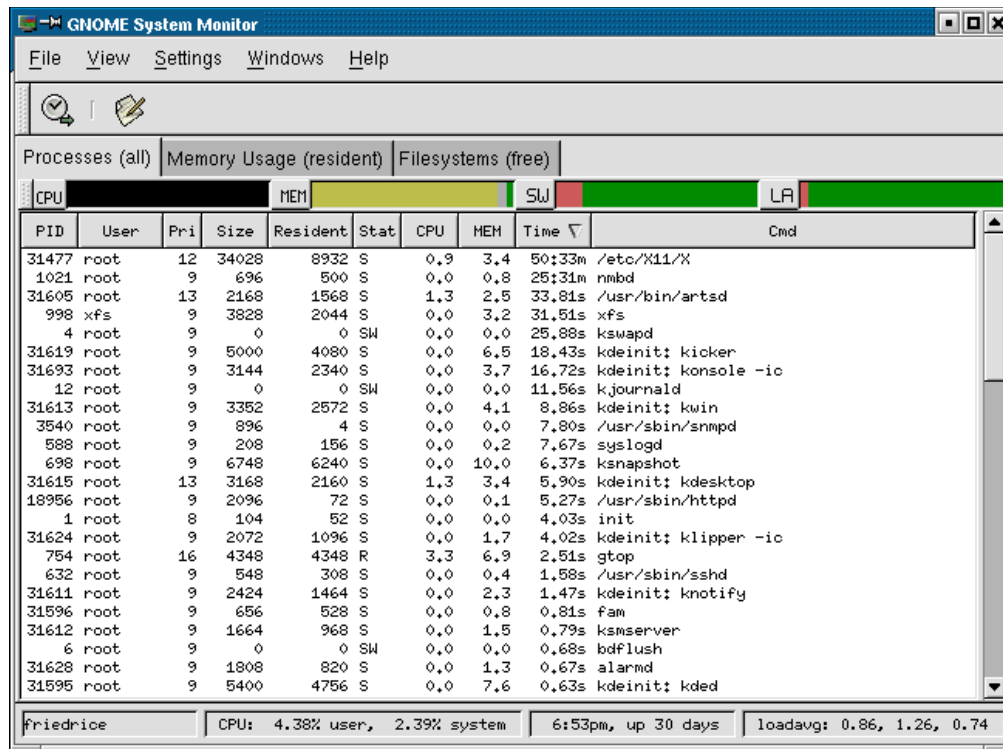 GNOME System Monitor
File View Settings Windows Help
Processes (all) Memory Usage (resident) Filesystems (free)
CPU MEM SW LA
PID User Pri Size Resident Stat CPU MEM Time Cmd
31477 root 12 34028 8932 S 0.9 3.4 50:33m /etc/X11/X
1021 root 9 696 500 S 0.0 0.8 25:31m nmbd
31605 root 13 2168 1568 S 1.3 2.5 33.81s /usr/bin/artsd
998 xfs 9 3828 2044 S 0.0 3.2 31.51s xfs
4 root 9 0 0 SW 0.0 0.0 25.88s kswapd
31619 root 9 5000 4080 S 0.0 6.5 18.43s kdeinit: kicker
31693 root 9 3144 2340 S 0.0 3.7 16.72s kdeinit: konsole -ic
12 root 9 0 0 SW 0.0 0.0 11.56s kjournald
31613 root 9 3352 2572 S 0.0 4.1 8.86s kdeinit: kwin
3540 root 9 896 4 S 0.0 0.0 7.80s /usr/sbin/snmpd
588 root 9 208 156 S 0.0 0.2 7.67s syslogd
698 root 9 6748 6240 S 0.0 10.0 6.37s ksnapshot
31615 root 13 3168 2160 S 1.3 3.4 5.90s kdeinit: kdesktop
18956 root 9 2096 72 S 0.0 0.1 5.27s /usr/sbin/httpd
1 root 8 104 52 S 0.0 0.0 4.03s init
31624 root 9 2072 1096 S 0.0 1.7 4.02s kdeinit: klipper -ic
754 root 16 4348 4348 R 3.3 6.9 2.51s gtop
632 root 9 548 308 S 0.0 0.4 1.58s /usr/sbin/sshd
31611 root 9 2424 1464 S 0.0 2.3 1.47s kdeinit: knotify
31596 root 9 656 528 S 0.0 0.8 0.81s fam
31612 root 9 1664 968 S 0.0 1.5 0.79s ksmserver
6 root 9 0 0 SW 0.0 0.0 0.68s bdflush
31628 root 9 1808 820 S 0.0 1.3 0.67s alarmd
31595 root 9 5400 4756 S 0.0 7.6 0.63s kdeinit: kded
friedrice CPU: 4.38% user, 2.39% system 6:53pm, up 30 days loadavg: 0.86, 1.26, 0.74